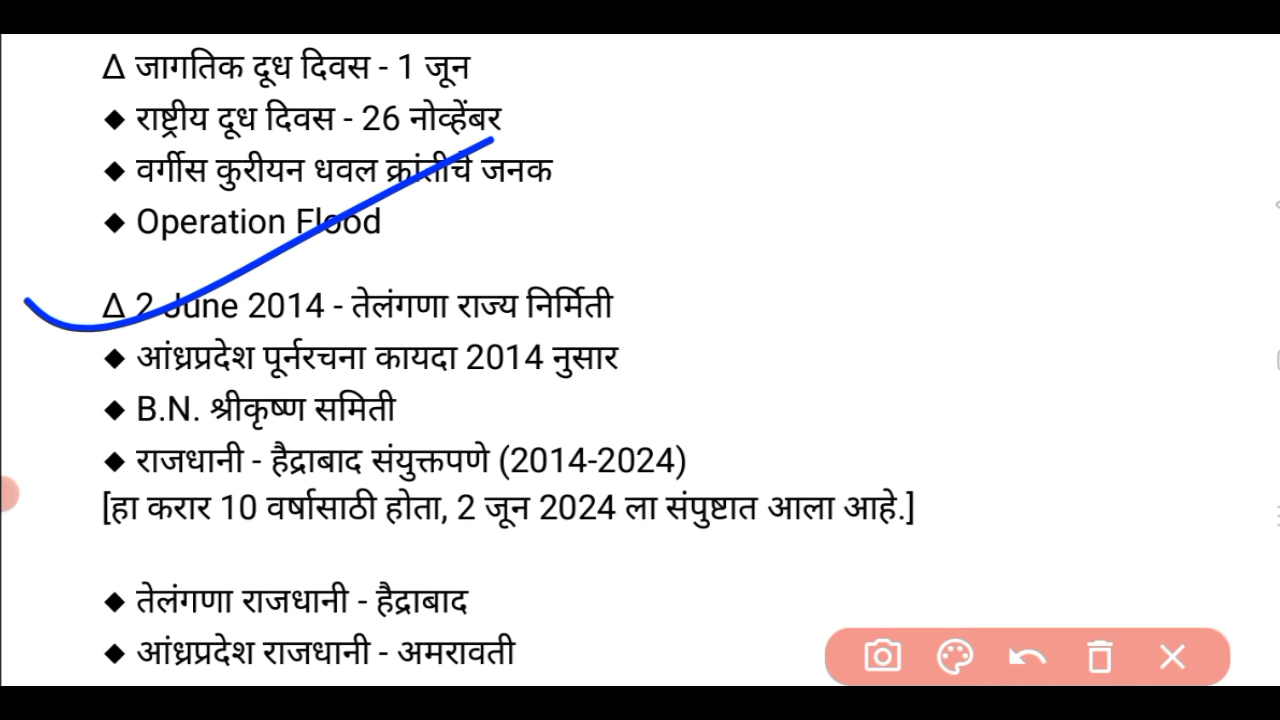 ∆ जागतिक दूध दिवस - 1 जून
◆ राष्ट्रीय दूध दिवस - 26 नोव्हेंबर
◆ वर्गीस कुरीयन धवल क्रांतीचे जनक
◆ Operation Flood
∆ 2 June 2014 - तेलंगणा राज्य निर्मिती
◆ आंध्रप्रदेश पूर्नरचना कायदा 2014 नुसार
◆ B.N. श्रीकृष्ण समिती
◆ राजधानी - हैद्राबाद संयुक्तपणे (2014-2024)
[हा करार 10 वर्षासाठी होता, 2 जून 2024 ला संपुष्टात आला आहे.]
◆ तेलंगणा राजधानी - हैद्राबाद
◆ आंध्रप्रदेश राजधानी - अमरावती